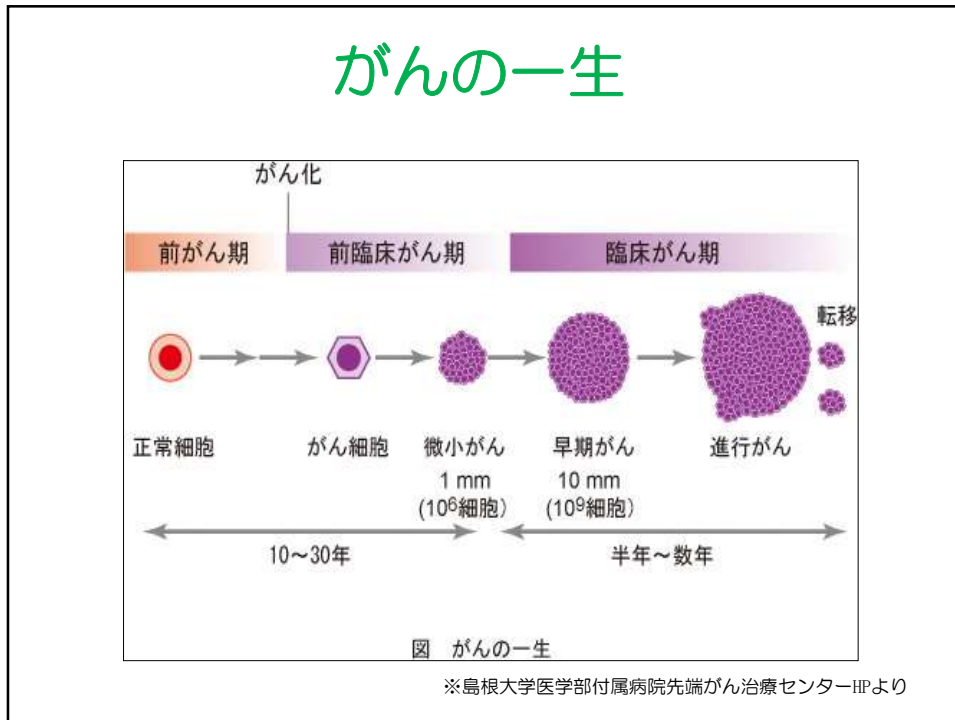 がんの一生
がん化
前がん期 前臨床がん期 臨床がん期
転移
正常細胞 がん細胞 微小がん 早期がん 進行がん
1 mm 10 mm
(10⁶細胞) (10⁹細胞)
10〜30年 半年〜数年
図 がんの一生
※島根大学医学部付属病院先端がん治療センターHPより